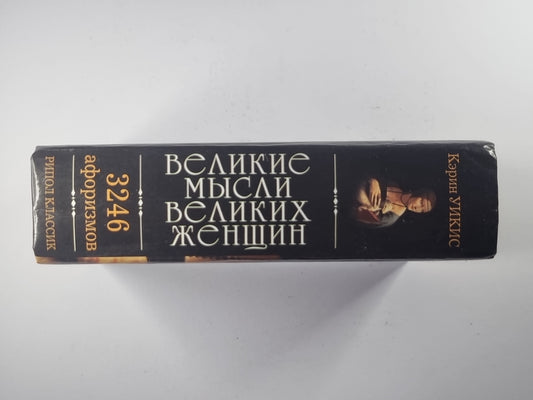 Кэрин УИКИС
ВЕЛИКИЕ
МЫСЛИ
ВЕЛИКИХ
ЖЕНЩИН
3246
афоризмов
РИПОЛ КЛАССИК